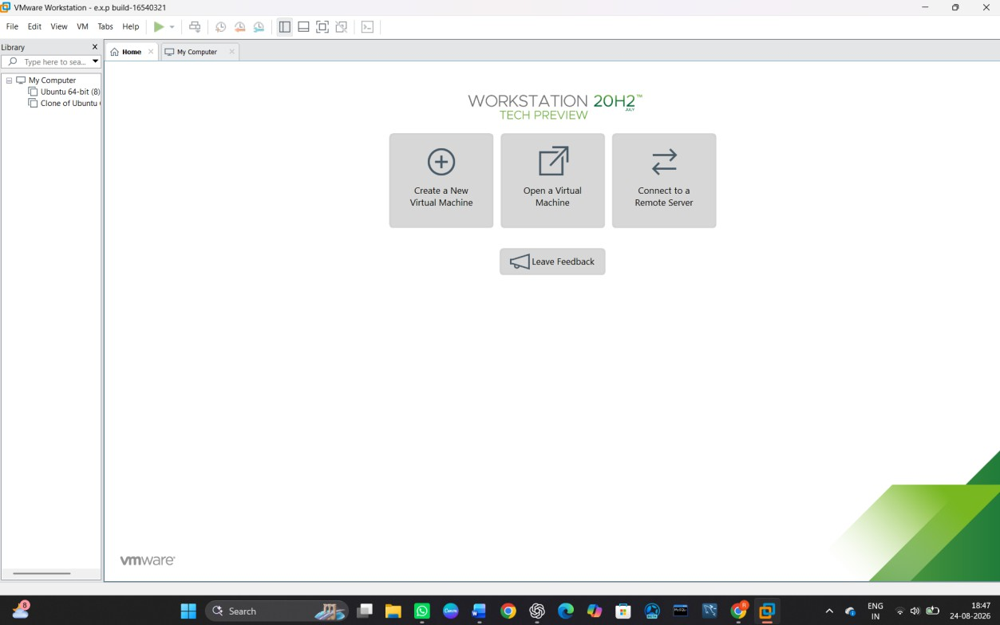 VMware Workstation - e.x.p build-16540321
File Edit View VM Tabs Help
Library
Type here to sea...
My Computer
Ubuntu 64-bit (8)
Clone of Ubuntu
Home
My Computer
WORKSTATION 20H2™
JULY
TECH PREVIEW
Create a New
Virtual Machine
Open a Virtual
Machine
Connect to a
Remote Server
Leave Feedback
vmware®
8
Search
ENG
IN
18:47
24-08-2026